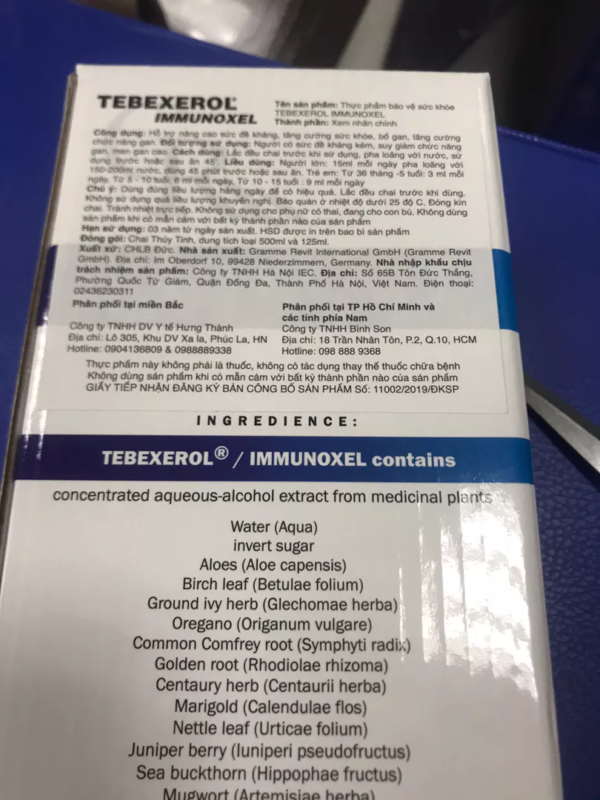 TEBEXEROL®
IMMUNOXEL
Tên sản phẩm: Thực phẩm bảo vệ sức khỏe
TEBEXEROL IMMUNOXEL
Thành phần: Xem nhãn chính
Công dụng: Hỗ trợ nâng cao sức đề kháng, tăng cường sức khỏe, bổ gan, tăng cường
chức năng gan. Đối tượng sử dụng: Người có sức đề kháng kém, suy giảm chức năng
gan, men gan cao. Cách dùng: Lắc đều chai trước khi sử dụng, pha loãng với nước, sử
dụng trước hoặc sau ăn 45'. Liều dùng: Người lớn: 15ml mỗi ngày pha loãng với
150-200ml nước, dùng 45 phút trước hoặc sau ăn. Trẻ em: Từ 36 tháng -5 tuổi: 3 ml mỗi
ngày. Từ 5 - 10 tuổi: 6 ml mỗi ngày. Từ 10 - 15 tuổi : 9 ml mỗi ngày
Chú ý: Dùng đúng liều lượng hàng ngày để có hiệu quả. Lắc đều trước khi dùng.
Không sử dụng quá liều lượng khuyến nghị. Bảo quản ở nhiệt độ dưới 25 độ C. Đóng kín
chai. Tránh nhiệt trực tiếp. Không sử dụng cho phụ nữ có thai, đang cho con bú. Không dùng
sản phẩm khi có mẫn cảm với bất kỳ thành phần nào của sản phẩm
Hạn sử dụng: 03 năm từ ngày sản xuất. HSD được in trên bao bì sản phẩm
Đóng gói: Chai Thủy Tinh, dung tích loại 500ml và 125ml.
Xuất xứ: CHLB Đức. Nhà sản xuất: Gramme Revit International GmbH (Gramme Revit
GmbH). Địa chỉ: Im Oberdorf 10, 99428 Niederzimmern, Germany. Nhà nhập khẩu chịu
trách nhiệm sản phẩm: Công ty TNHH Hà Nội IEC. Địa chỉ: Số 65B Tôn Đức Thắng,
Phường Quốc Tử Giám, Quận Đống Đa, Thành Phố Hà Nội, Việt Nam. Điện thoại:
02436230311
Phân phối tại miền Bắc
Công ty TNHH DV Y tế Hưng Thành
Địa chỉ: Lô 305, Khu DV Xa la, Phúc La, HN
Hotline: 0904136809 & 0988889338
Phân phối tại TP Hồ Chí Minh và
các tỉnh phía Nam
Công ty TNHH Bình Son
Địa chỉ: 18 Trần Nhân Tôn, P.2, Q.10, HCM
Hotline: 098 888 9368
Thực phẩm này không phải là thuốc, không có tác dụng thay thế thuốc chữa bệnh
Không dùng sản phẩm khi có mẫn cảm với bất kỳ thành phần nào của sản phẩm
GIẤY TIẾP NHẬN ĐĂNG KÝ BẢN CÔNG BỐ SẢN PHẨM Số: 11002/2019/ĐKSP
INGREDIENCE:
TEBEXEROL® / IMMUNOXEL contains
concentrated aqueous-alcohol extract from medicinal plants
Water (Aqua)
invert sugar
Aloes (Aloe capensis)
Birch leaf (Betulae folium)
Ground ivy herb (Glechomae herba)
Oregano (Origanum vulgare)
Common Comfrey root (Symphyti radix)
Golden root (Rhodiolae rhizoma)
Centaury herb (Centaurii herba)
Marigold (Calendulae flos)
Nettle leaf (Urticae folium)
Juniper berry (Iuniperi pseudofructus)
Sea buckthorn (Hippophae fructus)
Mugwort (Artemisiae herba)